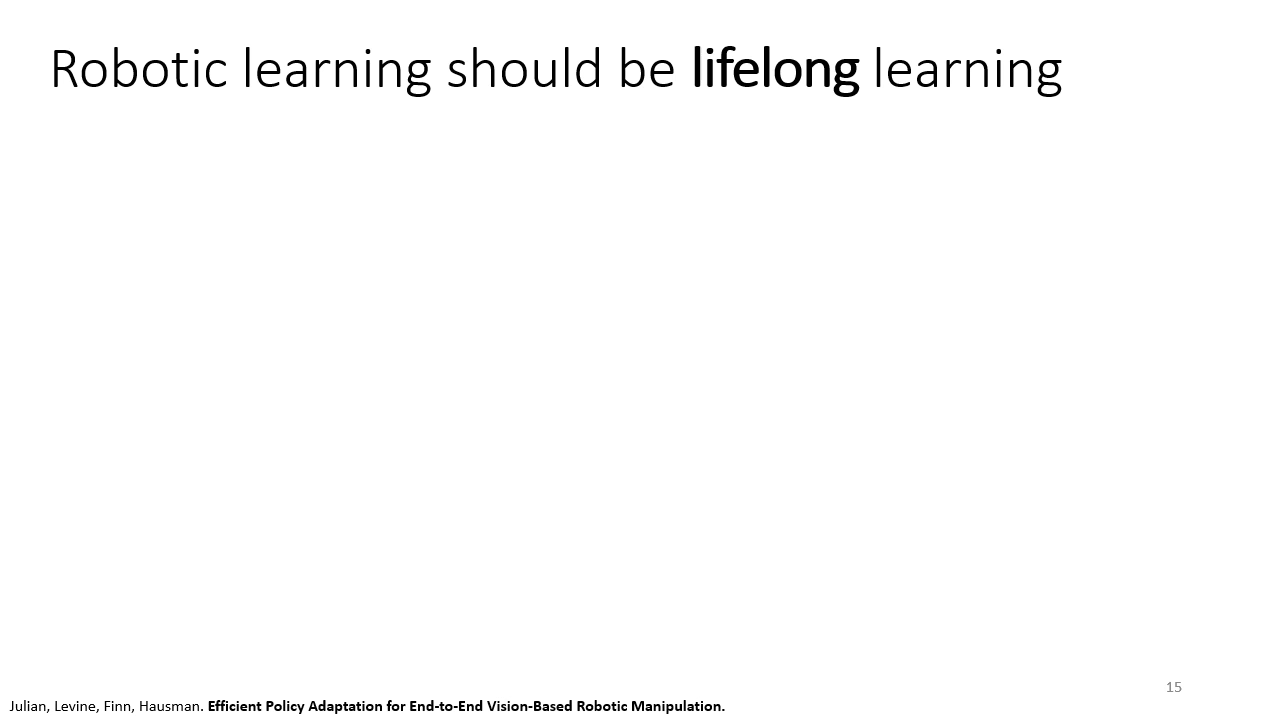 Robotic learning should be lifelong learning
15
Julian, Levine, Finn, Hausman. Efficient Policy Adaptation for End-to-End Vision-Based Robotic Manipulation.